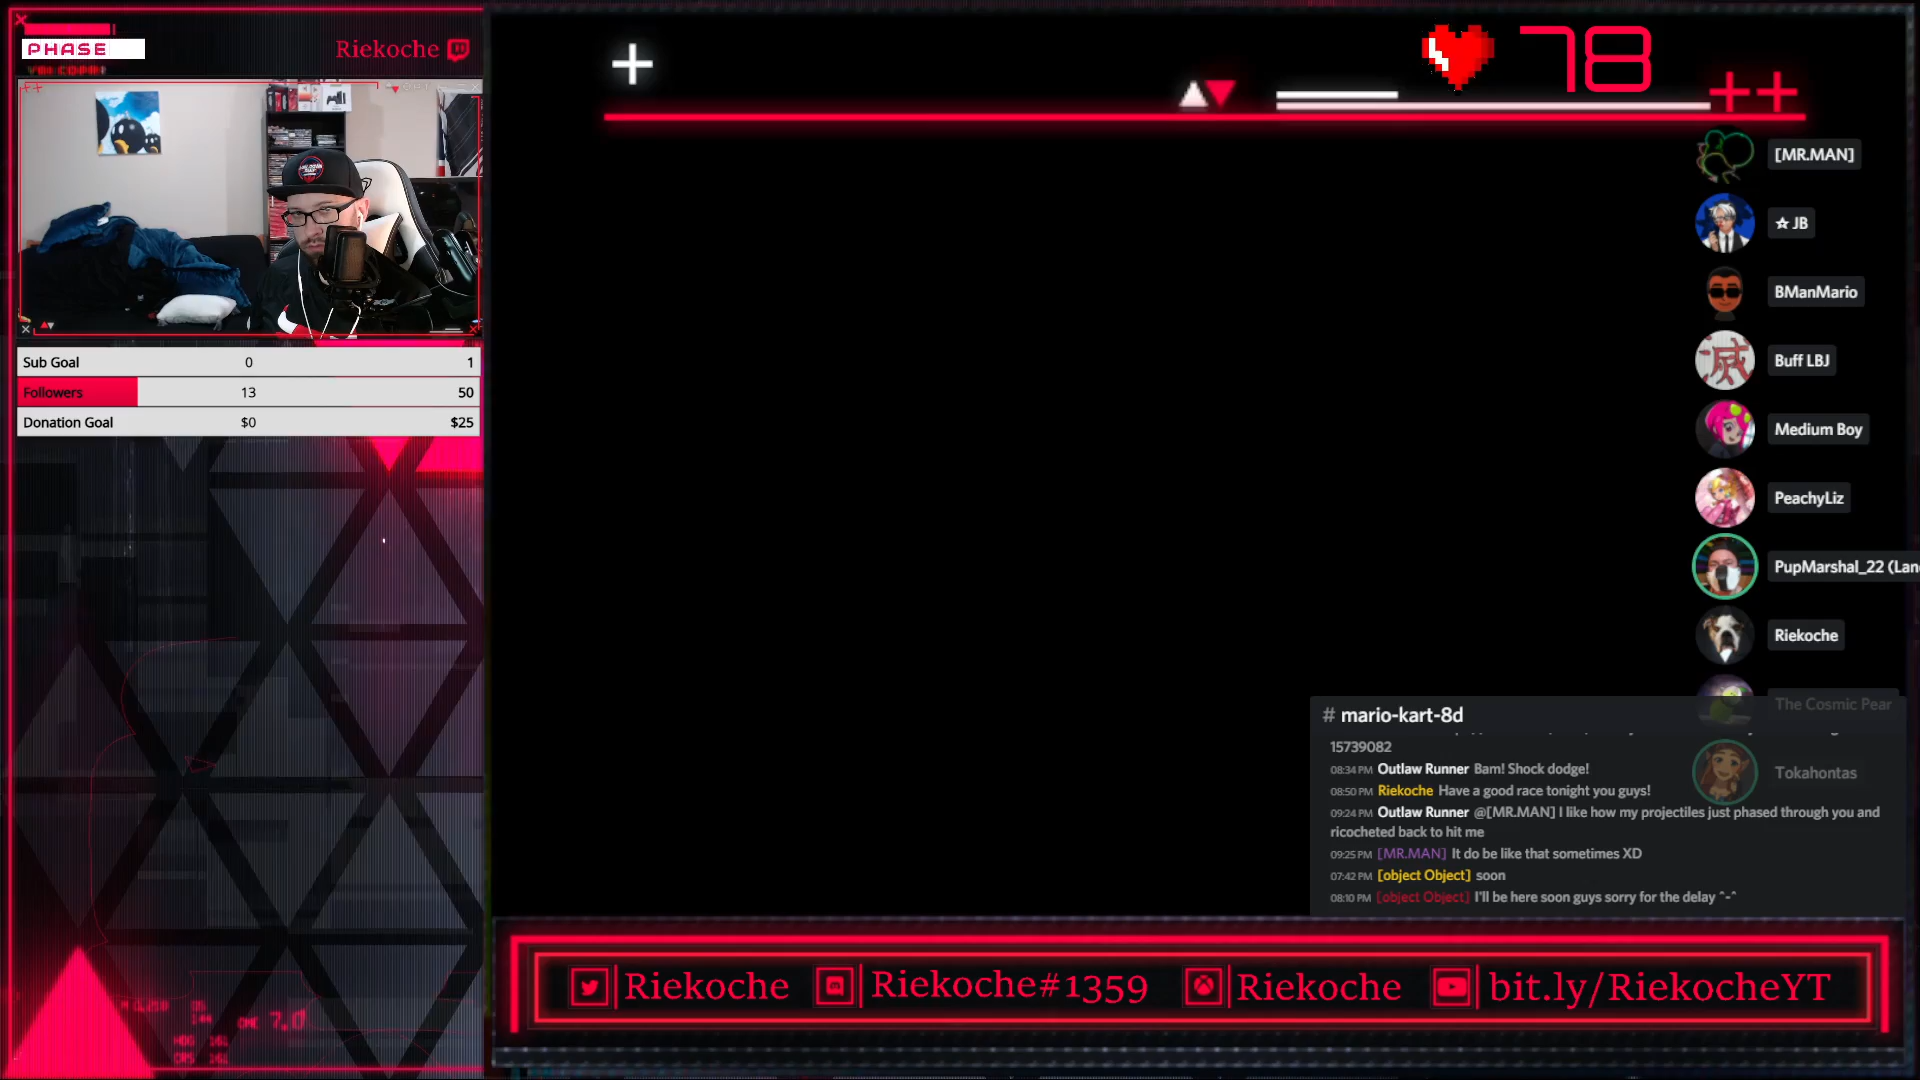 PHASE
Riekoche
Sub Goal 0 1
Followers 13 50
Donation Goal $0 $25
78
[MR.MAN]
☆ JB
BManMario
Buff LBJ
滅
Medium Boy
PeachyLiz
PupMarshal_22 (Lan
Riekoche
The Cosmic Pear
Tokahontas
# mario-kart-8d
15739082
08:34 PM Outlaw Runner Bam! Shock dodge!
08:50 PM Riekoche Have a good race tonight you guys!
09:24 PM Outlaw Runner @[MR.MAN] I like how my projectiles just phased through you and
ricocheted back to hit me
09:25 PM [MR.MAN] It do be like that sometimes XD
07:42 PM [object Object] soon
08:10 PM [object Object] I'll be here soon guys sorry for the delay ^-^
Riekoche
Riekoche#1359
Riekoche
bit.ly/RiekocheYT
7.0